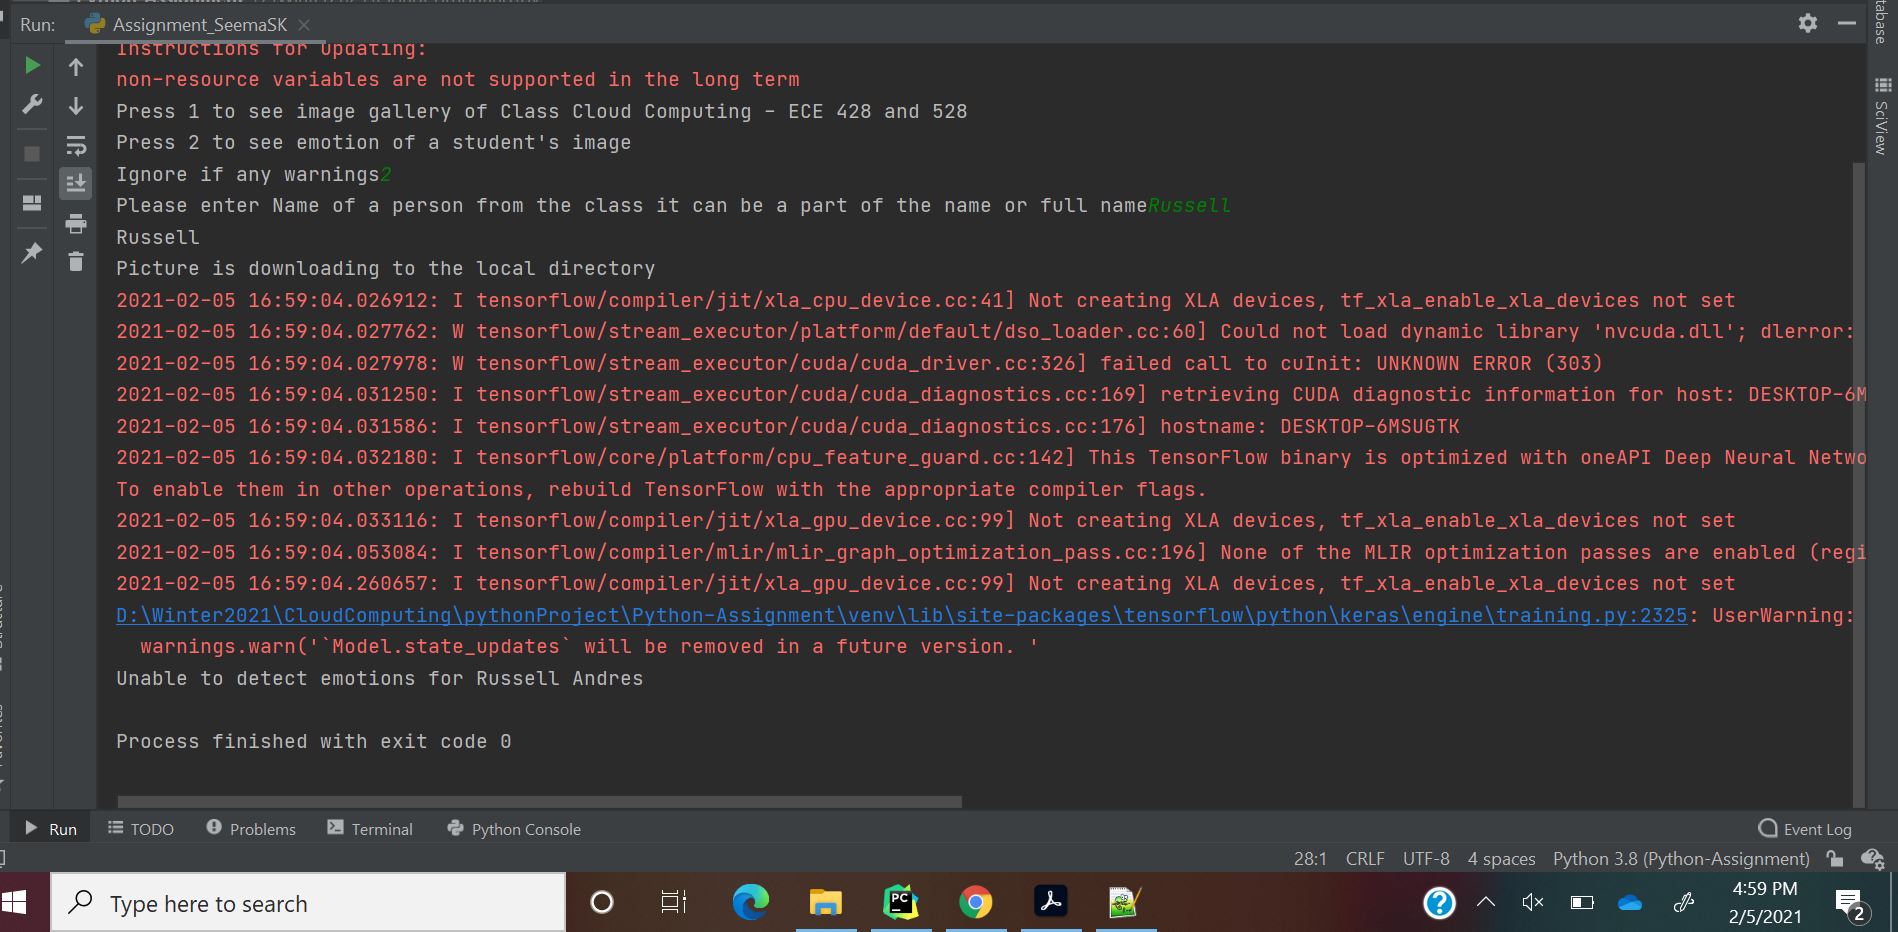 Run: Assignment_SeemaSK
Instructions for updating:
non-resource variables are not supported in the long term
Press 1 to see image gallery of Class Cloud Computing - ECE 428 and 528
Press 2 to see emotion of a student's image
Ignore if any warnings2
Please enter Name of a person from the class it can be a part of the name or full nameRussell
Russell
Picture is downloading to the local directory
2021-02-05 16:59:04.026912: I tensorflow/compiler/jit/xla_cpu_device.cc:41] Not creating XLA devices, tf_xla_enable_xla_devices not set
2021-02-05 16:59:04.027762: W tensorflow/stream_executor/platform/default/dso_loader.cc:60] Could not load dynamic library 'nvcuda.dll'; dlerror:
2021-02-05 16:59:04.027978: W tensorflow/stream_executor/cuda/cuda_driver.cc:326] failed call to cuInit: UNKNOWN ERROR (303)
2021-02-05 16:59:04.031250: I tensorflow/stream_executor/cuda/cuda_diagnostics.cc:169] retrieving CUDA diagnostic information for host: DESKTOP-6M
2021-02-05 16:59:04.031586: I tensorflow/stream_executor/cuda/cuda_diagnostics.cc:176] hostname: DESKTOP-6MSUGTK
2021-02-05 16:59:04.032180: I tensorflow/core/platform/cpu_feature_guard.cc:142] This TensorFlow binary is optimized with oneAPI Deep Neural Netwo
To enable them in other operations, rebuild TensorFlow with the appropriate compiler flags.
2021-02-05 16:59:04.033116: I tensorflow/compiler/jit/xla_gpu_device.cc:99] Not creating XLA devices, tf_xla_enable_xla_devices not set
2021-02-05 16:59:04.053084: I tensorflow/compiler/mlir/mlir_graph_optimization_pass.cc:196] None of the MLIR optimization passes are enabled (regi
2021-02-05 16:59:04.260657: I tensorflow/compiler/jit/xla_gpu_device.cc:99] Not creating XLA devices, tf_xla_enable_xla_devices not set
D:\Winter2021\CloudComputing\pythonProject\Python-Assignment\venv\lib\site-packages\tensorflow\python\keras\engine\training.py:2325: UserWarning:
warnings.warn('`Model.state_updates` will be removed in a future version. '
Unable to detect emotions for Russell Andres
Process finished with exit code 0
tabase
SciView
Run TODO Problems Terminal Python Console Event Log
28:1 CRLF UTF-8 4 spaces Python 3.8 (Python-Assignment)
Type here to search
PC
4:59 PM
2/5/2021
2